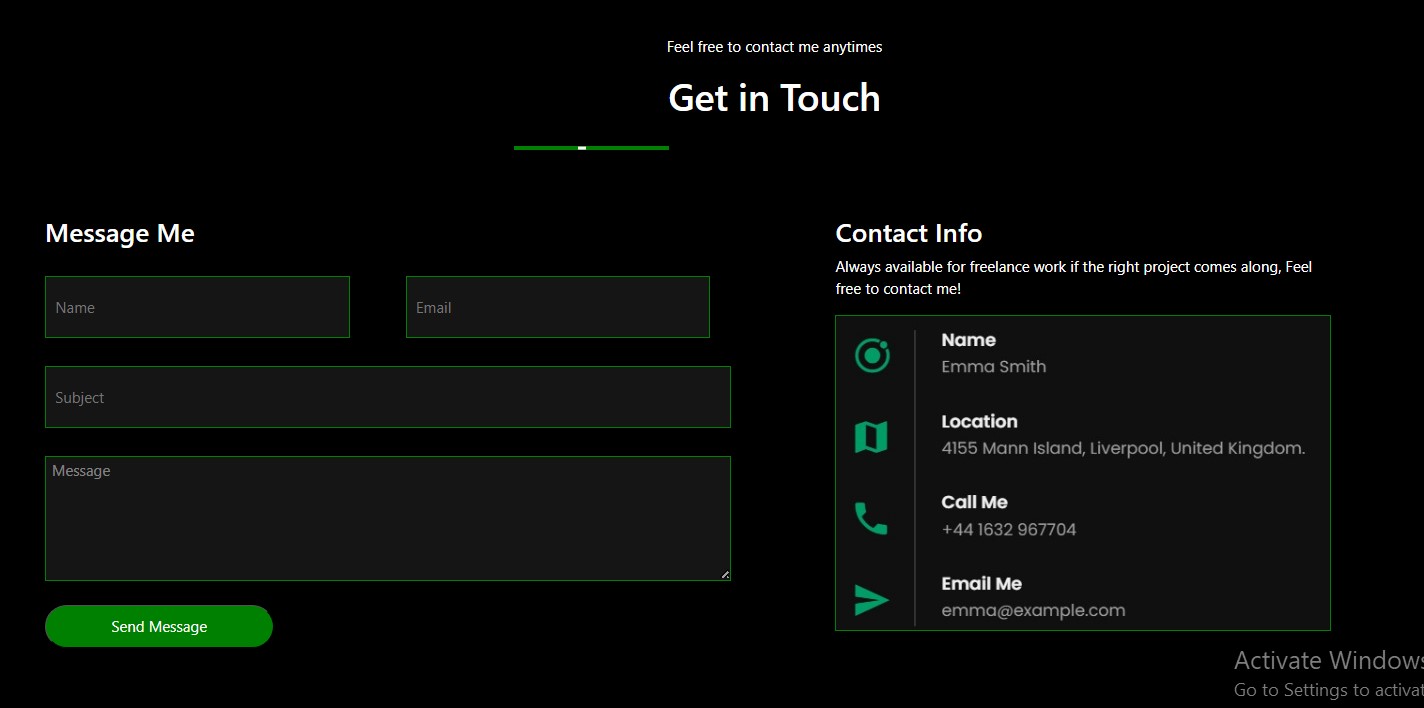 Feel free to contact me anytimes
Get in Touch
Message Me
Name
Email
Subject
Message
Send Message
Contact Info
Always available for freelance work if the right project comes along, Feel
free to contact me!
Name
Emma Smith
Location
4155 Mann Island, Liverpool, United Kingdom.
Call Me
+44 1632 967704
Email Me
emma@example.com
Activate Windows
Go to Settings to activat